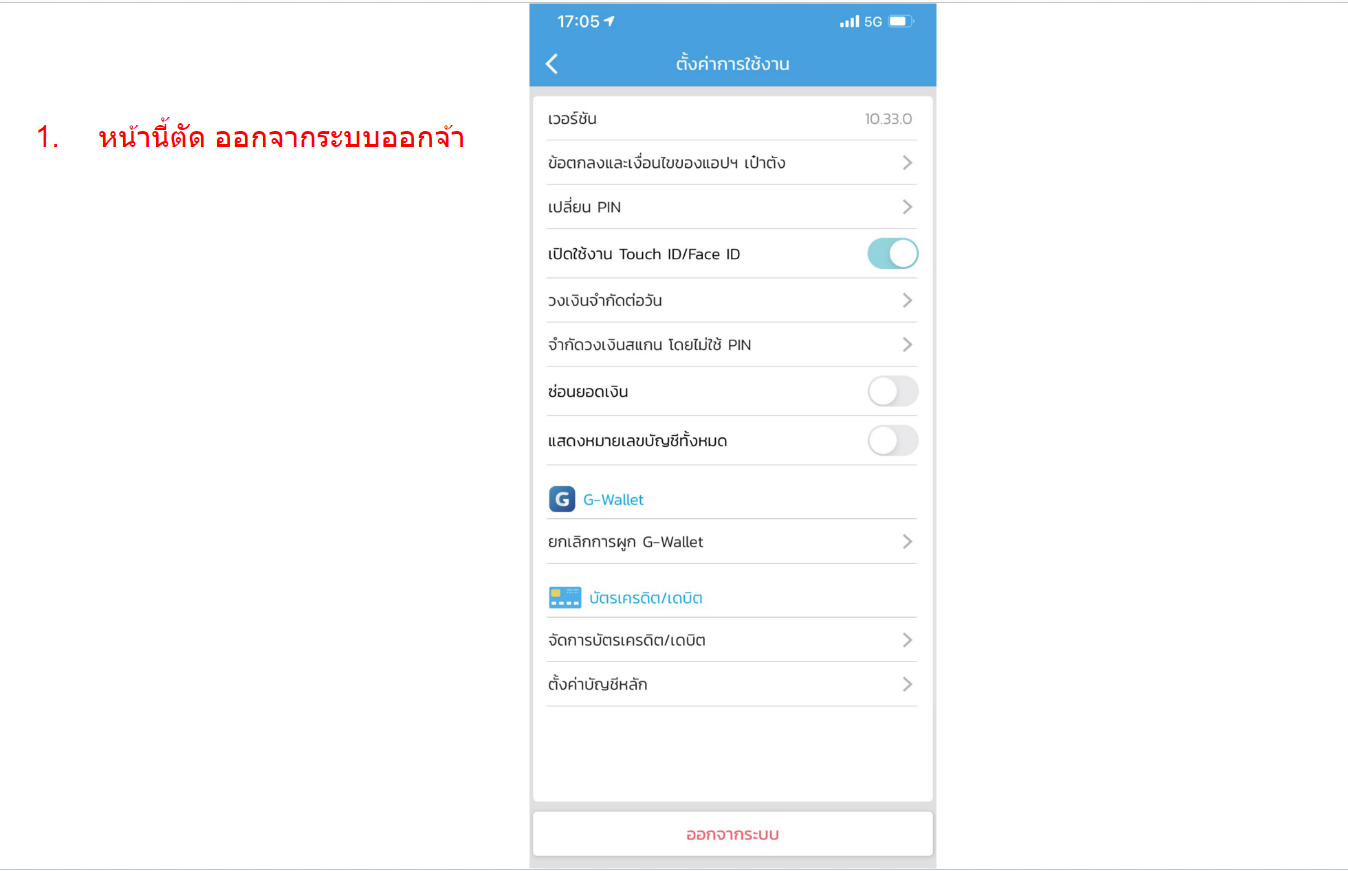 17:05
5G
ตั้งค่าการใช้งาน
1. หน้านี้ตัด ออกจากระบบออกจ้า
เวอร์ชัน 10.33.0
ข้อตกลงและเงื่อนไขของแอปฯ เป๋าตัง
เปลี่ยน PIN
เปิดใช้งาน Touch ID/Face ID
วงเงินจำกัดต่อวัน
จำกัดวงเงินสแกน โดยไม่ใช้ PIN
ซ่อนยอดเงิน
แสดงหมายเลขบัญชีทั้งหมด
G G-Wallet
ยกเลิกการผูก G-Wallet
บัตรเครดิต/เดบิต
จัดการบัตรเครดิต/เดบิต
ตั้งค่าบัญชีหลัก
ออกจากระบบ